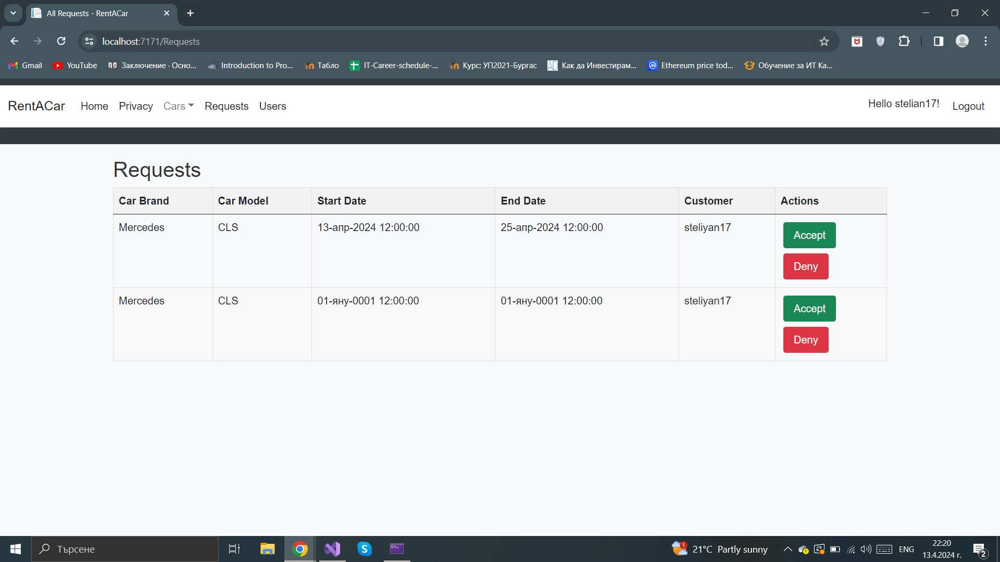 All Requests - RentACar
localhost:7171/Requests
Gmail YouTube Заключение · Осно... Introduction to Pro... Табло IT-Career-schedule-... Курс: УП2021-Бургас Как да Инвестирам... Ethereum price tod... Обучение за ИТ Ка...
RentACar Home Privacy Cars Requests Users Hello stelian17! Logout
Requests
Car Brand Car Model Start Date End Date Customer Actions
Mercedes CLS 13-апр-2024 12:00:00 25-апр-2024 12:00:00 steliyan17 Accept
Deny
Mercedes CLS 01-яну-0001 12:00:00 01-яну-0001 12:00:00 steliyan17 Accept
Deny
Търсене 1 21°C Partly sunny ENG 22:20
13.4.2024 г. 2